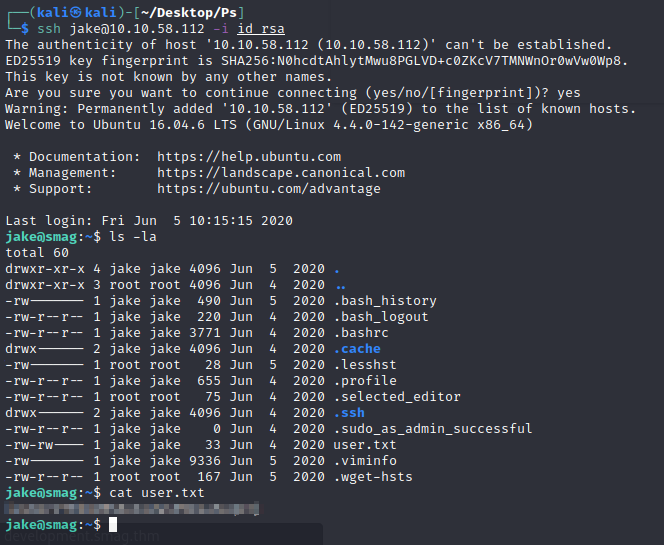 ┌──(kali㉿kali)-[~/Desktop/Ps]
└─$ ssh jake@10.10.58.112 -i id_rsa
The authenticity of host '10.10.58.112 (10.10.58.112)' can't be established.
ED25519 key fingerprint is SHA256:N0hcdtAhlytMwu8PGLVD+c0ZKcV7TMNWnOr0wVw0Wp8.
This key is not known by any other names.
Are you sure you want to continue connecting (yes/no/[fingerprint])? yes
Warning: Permanently added '10.10.58.112' (ED25519) to the list of known hosts.
Welcome to Ubuntu 16.04.6 LTS (GNU/Linux 4.4.0-142-generic x86_64)
* Documentation:  https://help.ubuntu.com
* Management:     https://landscape.canonical.com
* Support:        https://ubuntu.com/advantage
Last login: Fri Jun  5 10:15:15 2020
jake@smag:~$ ls -la
total 60
drwxr-xr-x 4 jake jake 4096 Jun  5  2020 .
drwxr-xr-x 3 root root 4096 Jun  4  2020 ..
-rw------- 1 jake jake  490 Jun  5  2020 .bash_history
-rw-r--r-- 1 jake jake  220 Jun  4  2020 .bash_logout
-rw-r--r-- 1 jake jake 3771 Jun  4  2020 .bashrc
drwx------ 2 jake jake 4096 Jun  4  2020 .cache
-rw------- 1 root root   28 Jun  5  2020 .lesshst
-rw-r--r-- 1 jake jake  655 Jun  4  2020 .profile
-rw-r--r-- 1 root root   75 Jun  4  2020 .selected_editor
drwx------ 2 jake jake 4096 Jun  4  2020 .ssh
-rw-r--r-- 1 jake jake    0 Jun  4  2020 .sudo_as_admin_successful
-rw-rw---- 1 jake jake   33 Jun  4  2020 user.txt
-rw------- 1 jake jake 9336 Jun  5  2020 .viminfo
-rw-r--r-- 1 root root  167 Jun  5  2020 .wget-hsts
jake@smag:~$ cat user.txt
jake@smag:~$
development.smag.thm